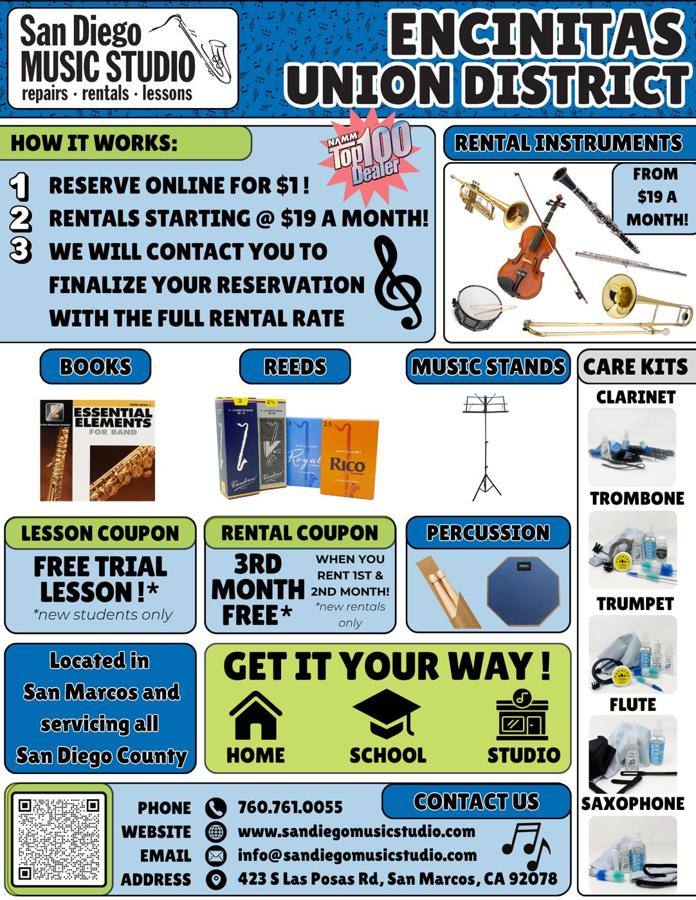 San Diego
MUSIC STUDIO
repairs · rentals · lessons
ENCINITAS
UNION DISTRICT
HOW IT WORKS:
NAMM
Top 100
Dealer
1 RESERVE ONLINE FOR $1!
2 RENTALS STARTING @ $19 A MONTH!
3 WE WILL CONTACT YOU TO
FINALIZE YOUR RESERVATION
WITH THE FULL RENTAL RATE
RENTAL INSTRUMENTS
FROM
$19 A
MONTH!
BOOKS
ESSENTIAL
ELEMENTS
FOR BAND
REEDS
Royal
RICO
MUSIC STANDS
CARE KITS
CLARINET
TROMBONE
TRUMPET
FLUTE
SAXOPHONE
LESSON COUPON
FREE TRIAL
LESSON !*
*new students only
RENTAL COUPON
3RD
MONTH
FREE*
WHEN YOU
RENT 1ST &
2ND MONTH!
*new rentals
only
PERCUSSION
Located in
San Marcos and
servicing all
San Diego County
GET IT YOUR WAY !
HOME
SCHOOL
STUDIO
CONTACT US
PHONE 760.761.0055
WEBSITE www.sandiegomusicstudio.com
EMAIL info@sandiegomusicstudio.com
ADDRESS 423 S Las Posas Rd, San Marcos, CA 92078